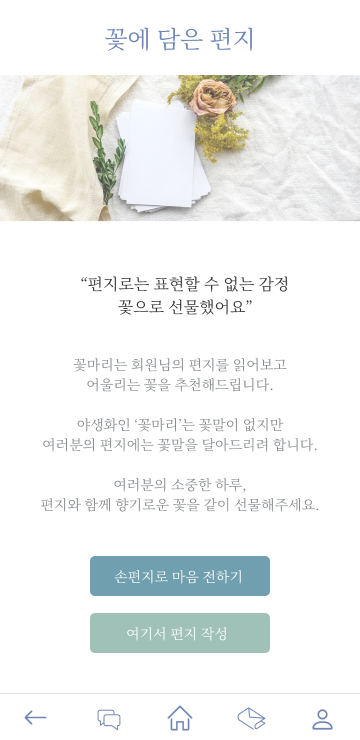 꽃에 담은 편지
“편지로는 표현할 수 없는 감정
꽃으로 선물했어요”
꽃마리는 회원님의 편지를 읽어보고
어울리는 꽃을 추천해드립니다.
야생화인 ‘꽃마리’는 꽃말이 없지만
여러분의 편지에는 꽃말을 달아드리려 합니다.
여러분의 소중한 하루,
편지와 함께 향기로운 꽃을 같이 선물해주세요.
손편지로 마음 전하기
여기서 편지 작성